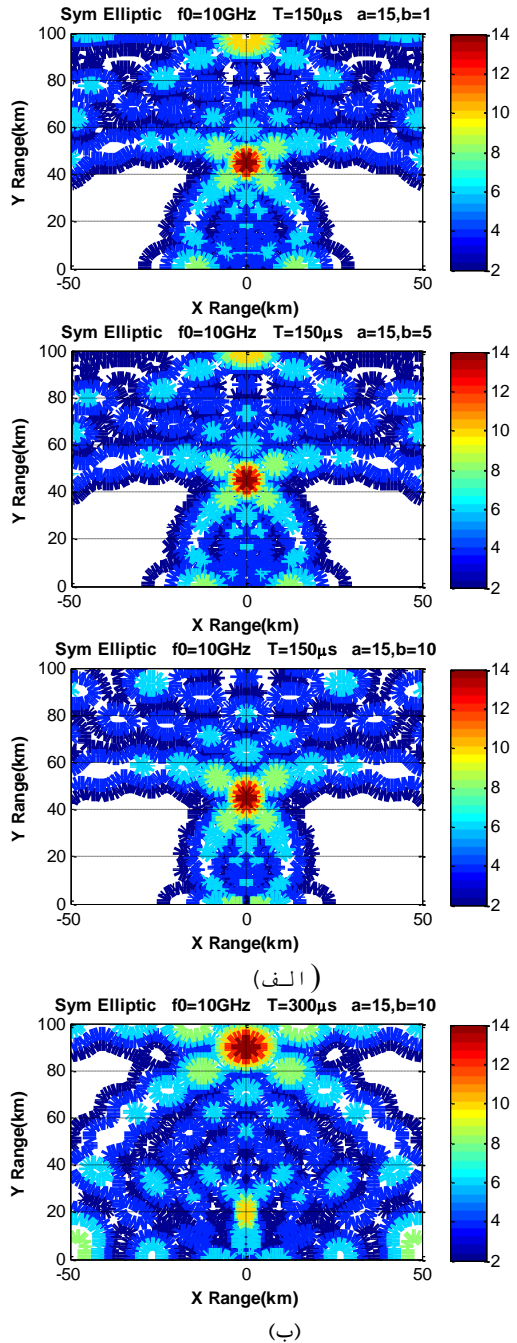 Sym Elliptic f0=10GHz T=150μs a=15,b=1
100
80
60
40
20
0
Y Range(km)
-50 0 50
X Range(km)
14
12
10
8
6
4
2
Sym Elliptic f0=10GHz T=150μs a=15,b=5
100
80
60
40
20
0
Y Range(km)
-50 0 50
X Range(km)
14
12
10
8
6
4
2
Sym Elliptic f0=10GHz T=150μs a=15,b=10
100
80
60
40
20
0
Y Range(km)
-50 0 50
X Range(km)
14
12
10
8
6
4
2
(الف)
Sym Elliptic f0=10GHz T=300μs a=15,b=10
100
80
60
40
20
0
Y Range(km)
-50 0 50
X Range(km)
14
12
10
8
6
4
2
(ب)